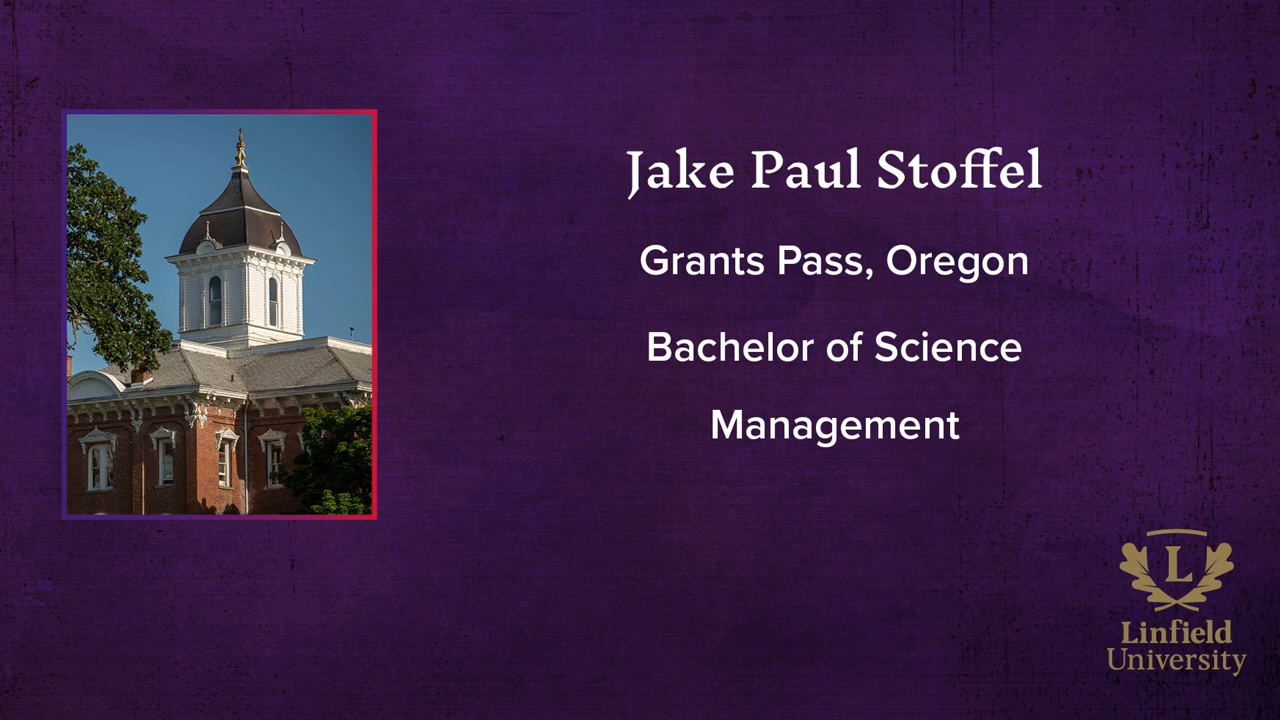 Jake Paul Stoffel
Grants Pass, Oregon
Bachelor of Science
Management
L
Linfield
University